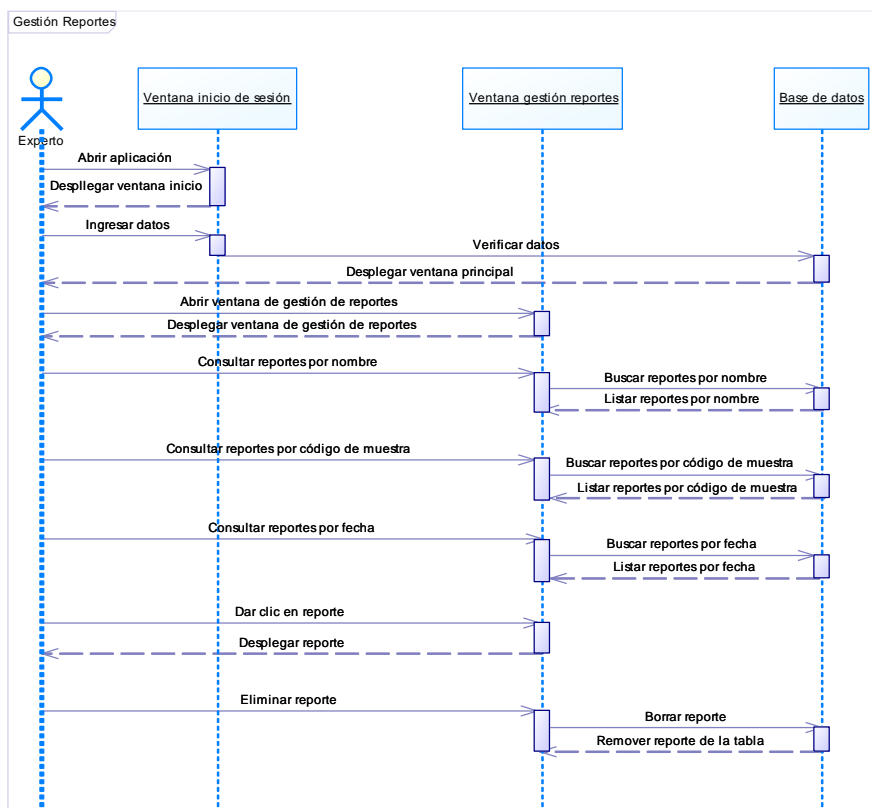 Gestión Reportes
Ventana inicio de sesión
Ventana gestión reportes
Base de datos
Experto
Abrir aplicación
Despllegar ventana inicio
Ingresar datos
Verificar datos
Desplegar ventana principal
Abrir ventana de gestión de reportes
Desplegar ventana de gestión de reportes
Consultar reportes por nombre
Buscar reportes por nombre
Listar reportes por nombre
Consultar reportes por código de muestra
Buscar reportes por código de muestra
Listar reportes por código de muestra
Consultar reportes por fecha
Buscar reportes por fecha
Listar reportes por fecha
Dar clic en reporte
Desplegar reporte
Eliminar reporte
Borrar reporte
Remover reporte de la tabla